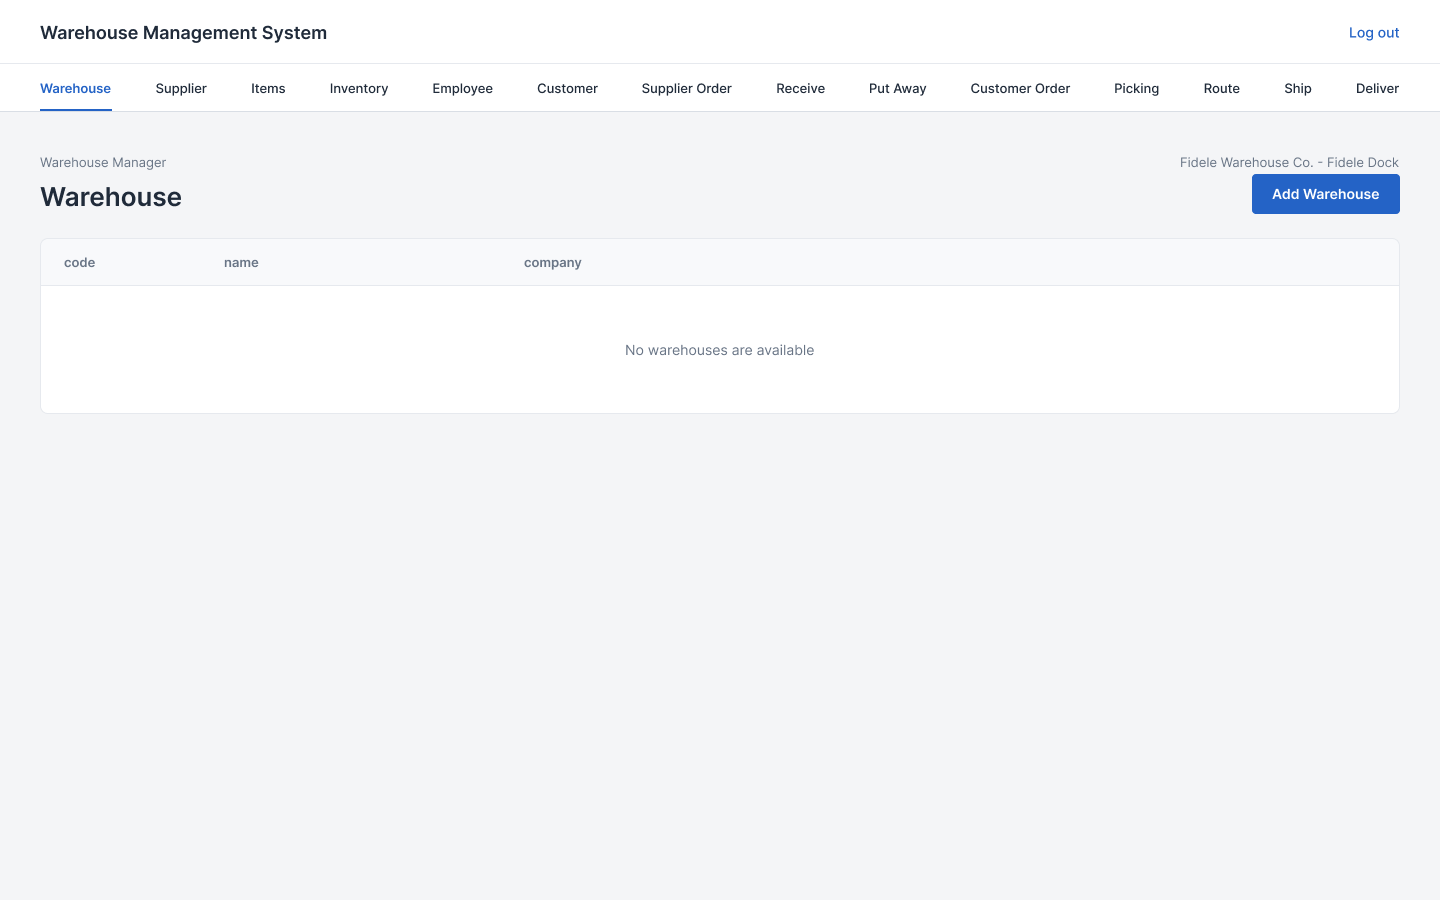 Warehouse Management System
Log out
Warehouse Supplier Items Inventory Employee Customer Supplier Order Receive Put Away Customer Order Picking Route Ship Deliver
Warehouse Manager
Fidele Warehouse Co. - Fidele Dock
Warehouse
Add Warehouse
code name company
No warehouses are available